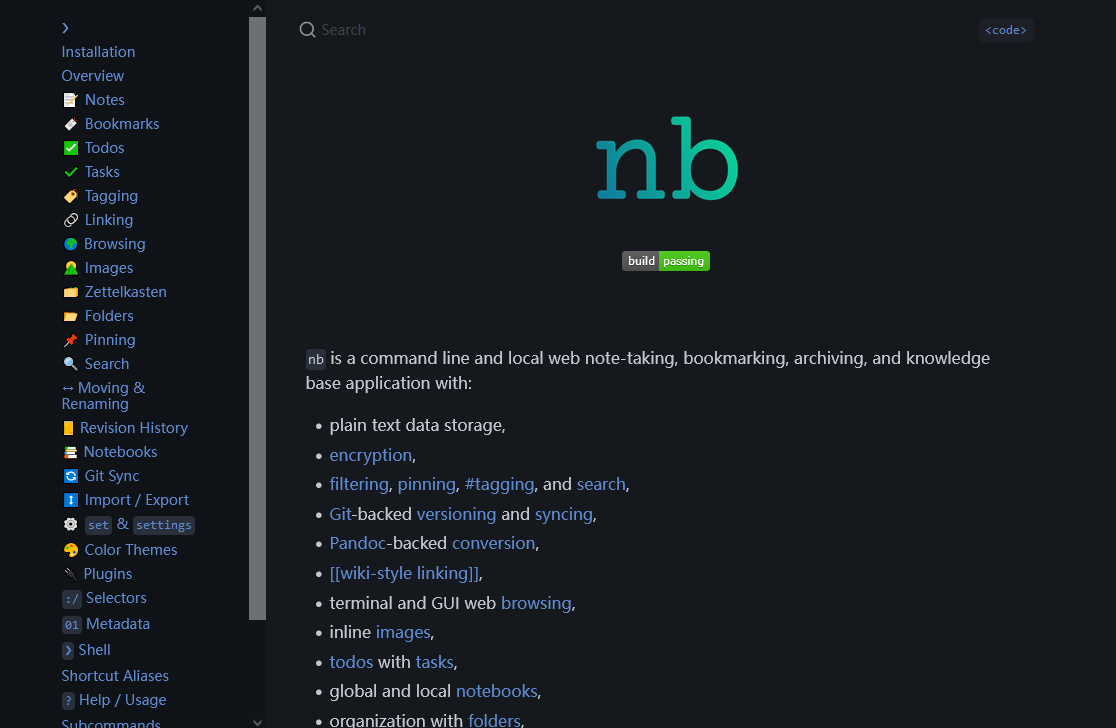 ❯
Installation
Overview
📝 Notes
🔖 Bookmarks
✅ Todos
✔️ Tasks
🏷️ Tagging
🔗 Linking
🌍 Browsing
🌄 Images
🗂 Zettelkasten
📂 Folders
📌 Pinning
🔍 Search
↔ Moving &
Renaming
📒 Revision History
📚 Notebooks
🔄 Git Sync
↕️ Import / Export
⚙️ set & settings
🎨 Color Themes
🔌 Plugins
:/ Selectors
01 Metadata
❯ Shell
Shortcut Aliases
? Help / Usage
Subcommands
Search
<code>
nb
build passing
nb is a command line and local web note-taking, bookmarking, archiving, and knowledge
base application with:
• plain text data storage,
• encryption,
• filtering, pinning, #tagging, and search,
• Git-backed versioning and syncing,
• Pandoc-backed conversion,
• [[wiki-style linking]],
• terminal and GUI web browsing,
• inline images,
• todos with tasks,
• global and local notebooks,
• organization with folders,